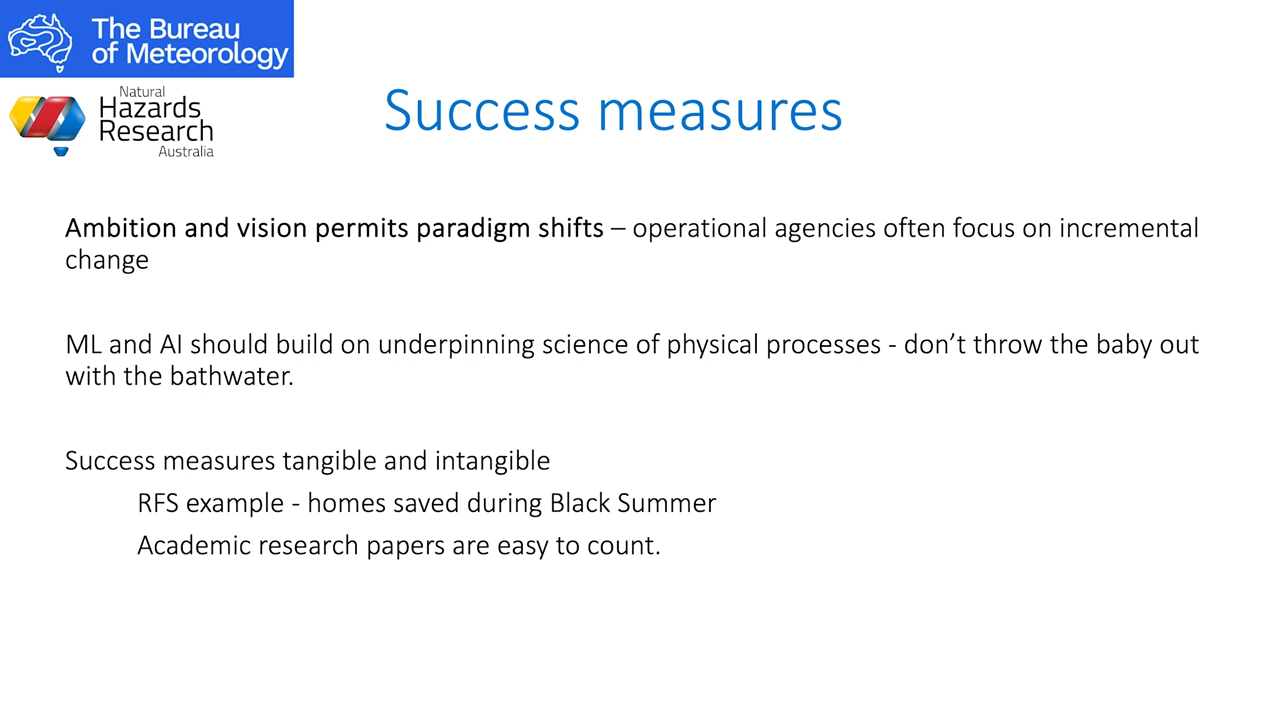 The Bureau
of Meteorology
Natural
Hazards
Research
Australia
Success measures
Ambition and vision permits paradigm shifts – operational agencies often focus on incremental
change
ML and AI should build on underpinning science of physical processes - don’t throw the baby out
with the bathwater.
Success measures tangible and intangible
RFS example - homes saved during Black Summer
Academic research papers are easy to count.